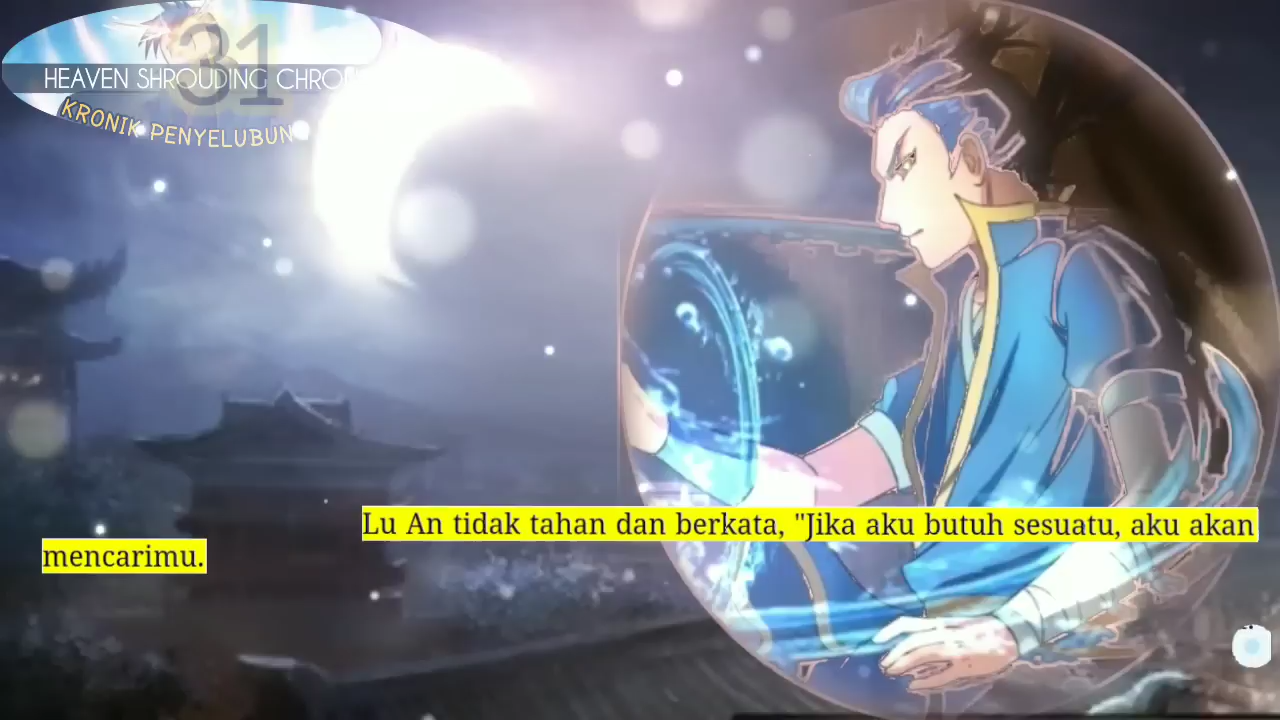 31
HEAVEN SHROUDING CHRO
KRONIK PENYELUBUN
Lu An tidak tahan dan berkata, "Jika aku butuh sesuatu, aku akan
mencarimu.